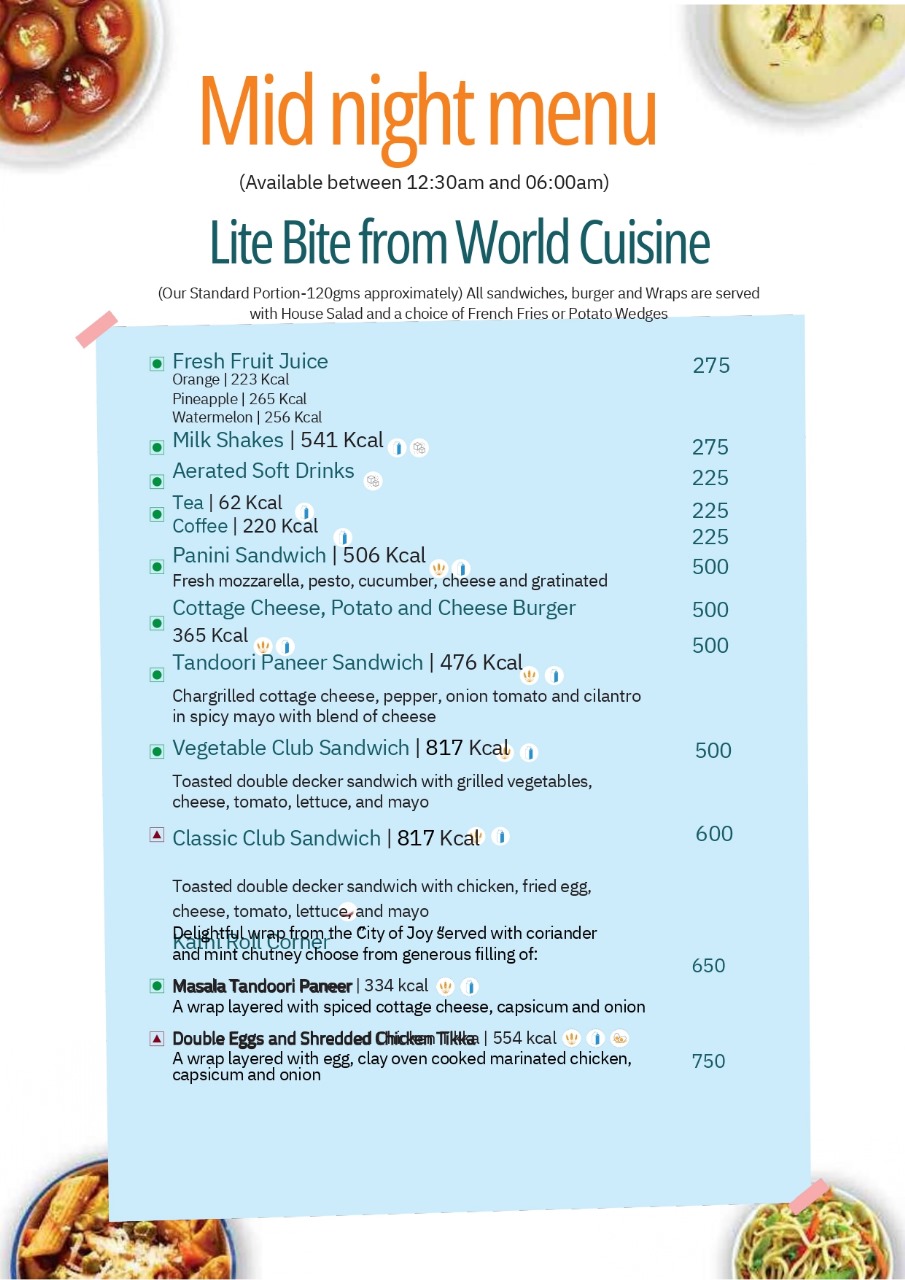 Mid night menu
(Available between 12:30am and 06:00am)
Lite Bite from World Cuisine
(Our Standard Portion-120gms approximately) All sandwiches, burger and Wraps are served
with House Salad and a choice of French Fries or Potato Wedges
Fresh Fruit Juice 275
Orange | 223 Kcal
Pineapple | 265 Kcal
Watermelon | 256 Kcal
Milk Shakes | 541 Kcal 275
Aerated Soft Drinks 225
Tea | 62 Kcal 225
Coffee | 220 Kcal 225
Panini Sandwich | 506 Kcal 500
Fresh mozzarella, pesto, cucumber, cheese and gratinated
Cottage Cheese, Potato and Cheese Burger 500
365 Kcal
Tandoori Paneer Sandwich | 476 Kcal 500
Chargrilled cottage cheese, pepper, onion tomato and cilantro
in spicy mayo with blend of cheese
Vegetable Club Sandwich | 817 Kcal 500
Toasted double decker sandwich with grilled vegetables,
cheese, tomato, lettuce, and mayo
Classic Club Sandwich | 817 Kcal 600
Toasted double decker sandwich with chicken, fried egg,
cheese, tomato, lettuce, and mayo
Kathi Roll Corner
Delightful wrap from the “City of Joy “served with coriander
and mint chutney choose from generous filling of:
650
Masala Tandoori Paneer | 334 kcal
A wrap layered with spiced cottage cheese, capsicum and onion
Double Eggs and Shredded Chicken Tikka | 554 kcal
A wrap layered with egg, clay oven cooked marinated chicken, 750
capsicum and onion